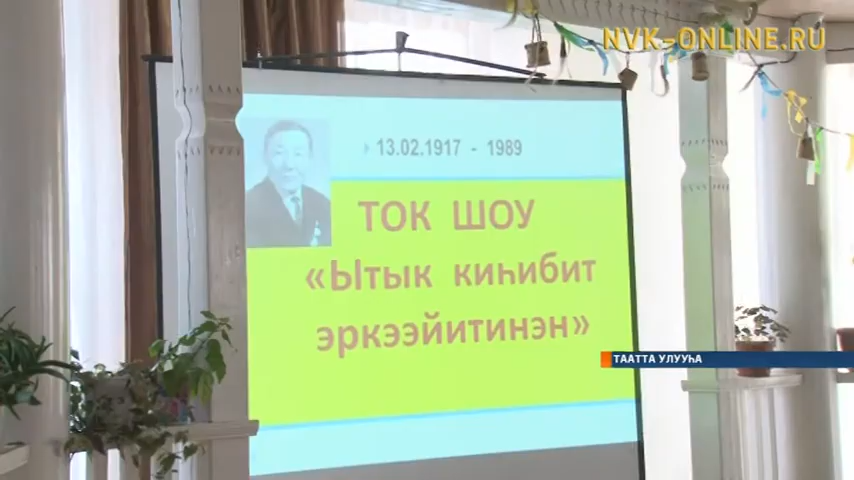 NVK-ONLINE.RU
13.02.1917 - 1989
ТОК ШОУ
«Ытык киһибит
эркээйитинэн»
ТААТТА УЛУУҺА